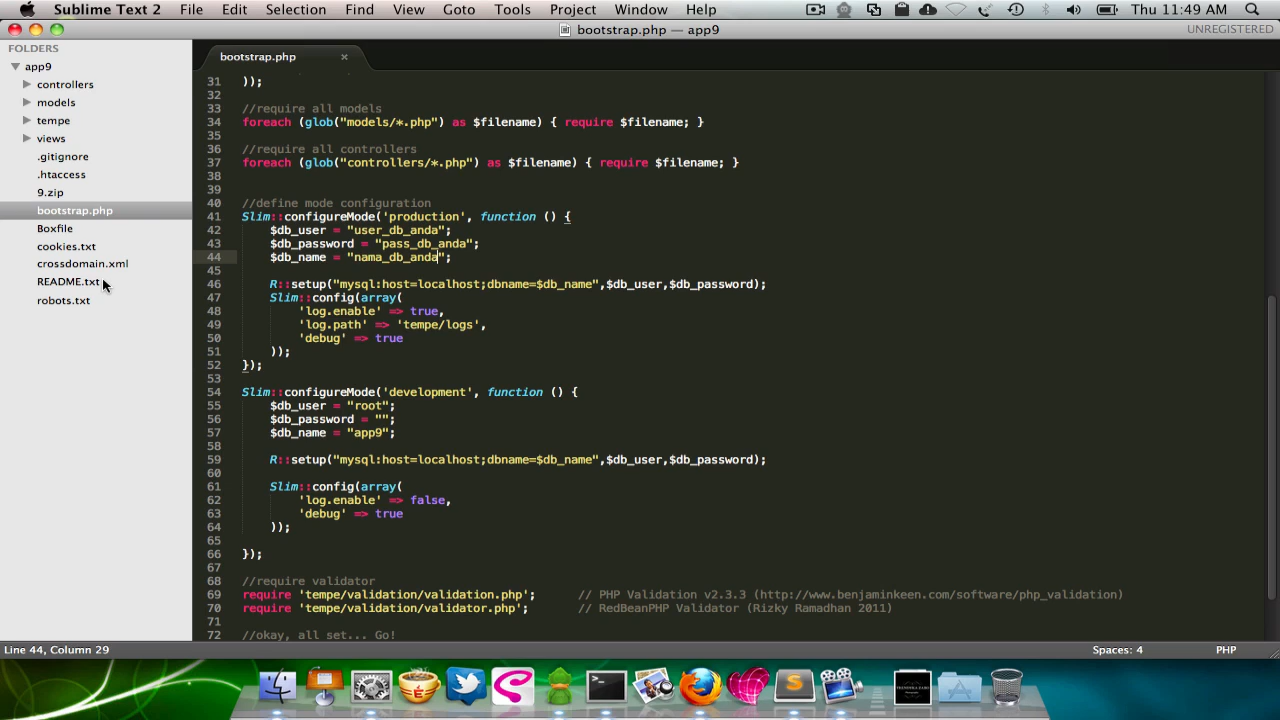 Sublime Text 2 File Edit Selection Find View Goto Tools Project Window Help Thu 11:49 AM
bootstrap.php — app9 UNREGISTERED
FOLDERS
app9
controllers
models
tempe
views
.gitignore
.htaccess
9.zip
bootstrap.php
Boxfile
cookies.txt
crossdomain.xml
README.txt
robots.txt
bootstrap.php ×
31 ));
32
33 //require all models
34 foreach (glob("models/*.php") as $filename) { require $filename; }
35
36 //require all controllers
37 foreach (glob("controllers/*.php") as $filename) { require $filename; }
38
39
40 //define mode configuration
41 Slim::configureMode('production', function () {
42 $db_user = "user_db_anda";
43 $db_password = "pass_db_anda";
44 $db_name = "nama_db_anda";
45
46 R::setup("mysql:host=localhost;dbname=$db_name",$db_user,$db_password);
47 Slim::config(array(
48 'log.enable' => true,
49 'log.path' => 'tempe/logs',
50 'debug' => true
51 ));
52 });
53
54 Slim::configureMode('development', function () {
55 $db_user = "root";
56 $db_password = "";
57 $db_name = "app9";
58
59 R::setup("mysql:host=localhost;dbname=$db_name",$db_user,$db_password);
60
61 Slim::config(array(
62 'log.enable' => false,
63 'debug' => true
64 ));
65
66 });
67
68 //require validator
69 require 'tempe/validation/validation.php'; // PHP Validation v2.3.3 (http://www.benjaminkeen.com/software/php_validation)
70 require 'tempe/validation/validator.php'; // RedBeanPHP Validator (Rizky Ramadhan 2011)
71
72 //okay, all set... Go!
Line 44, Column 29 Spaces: 4 PHP